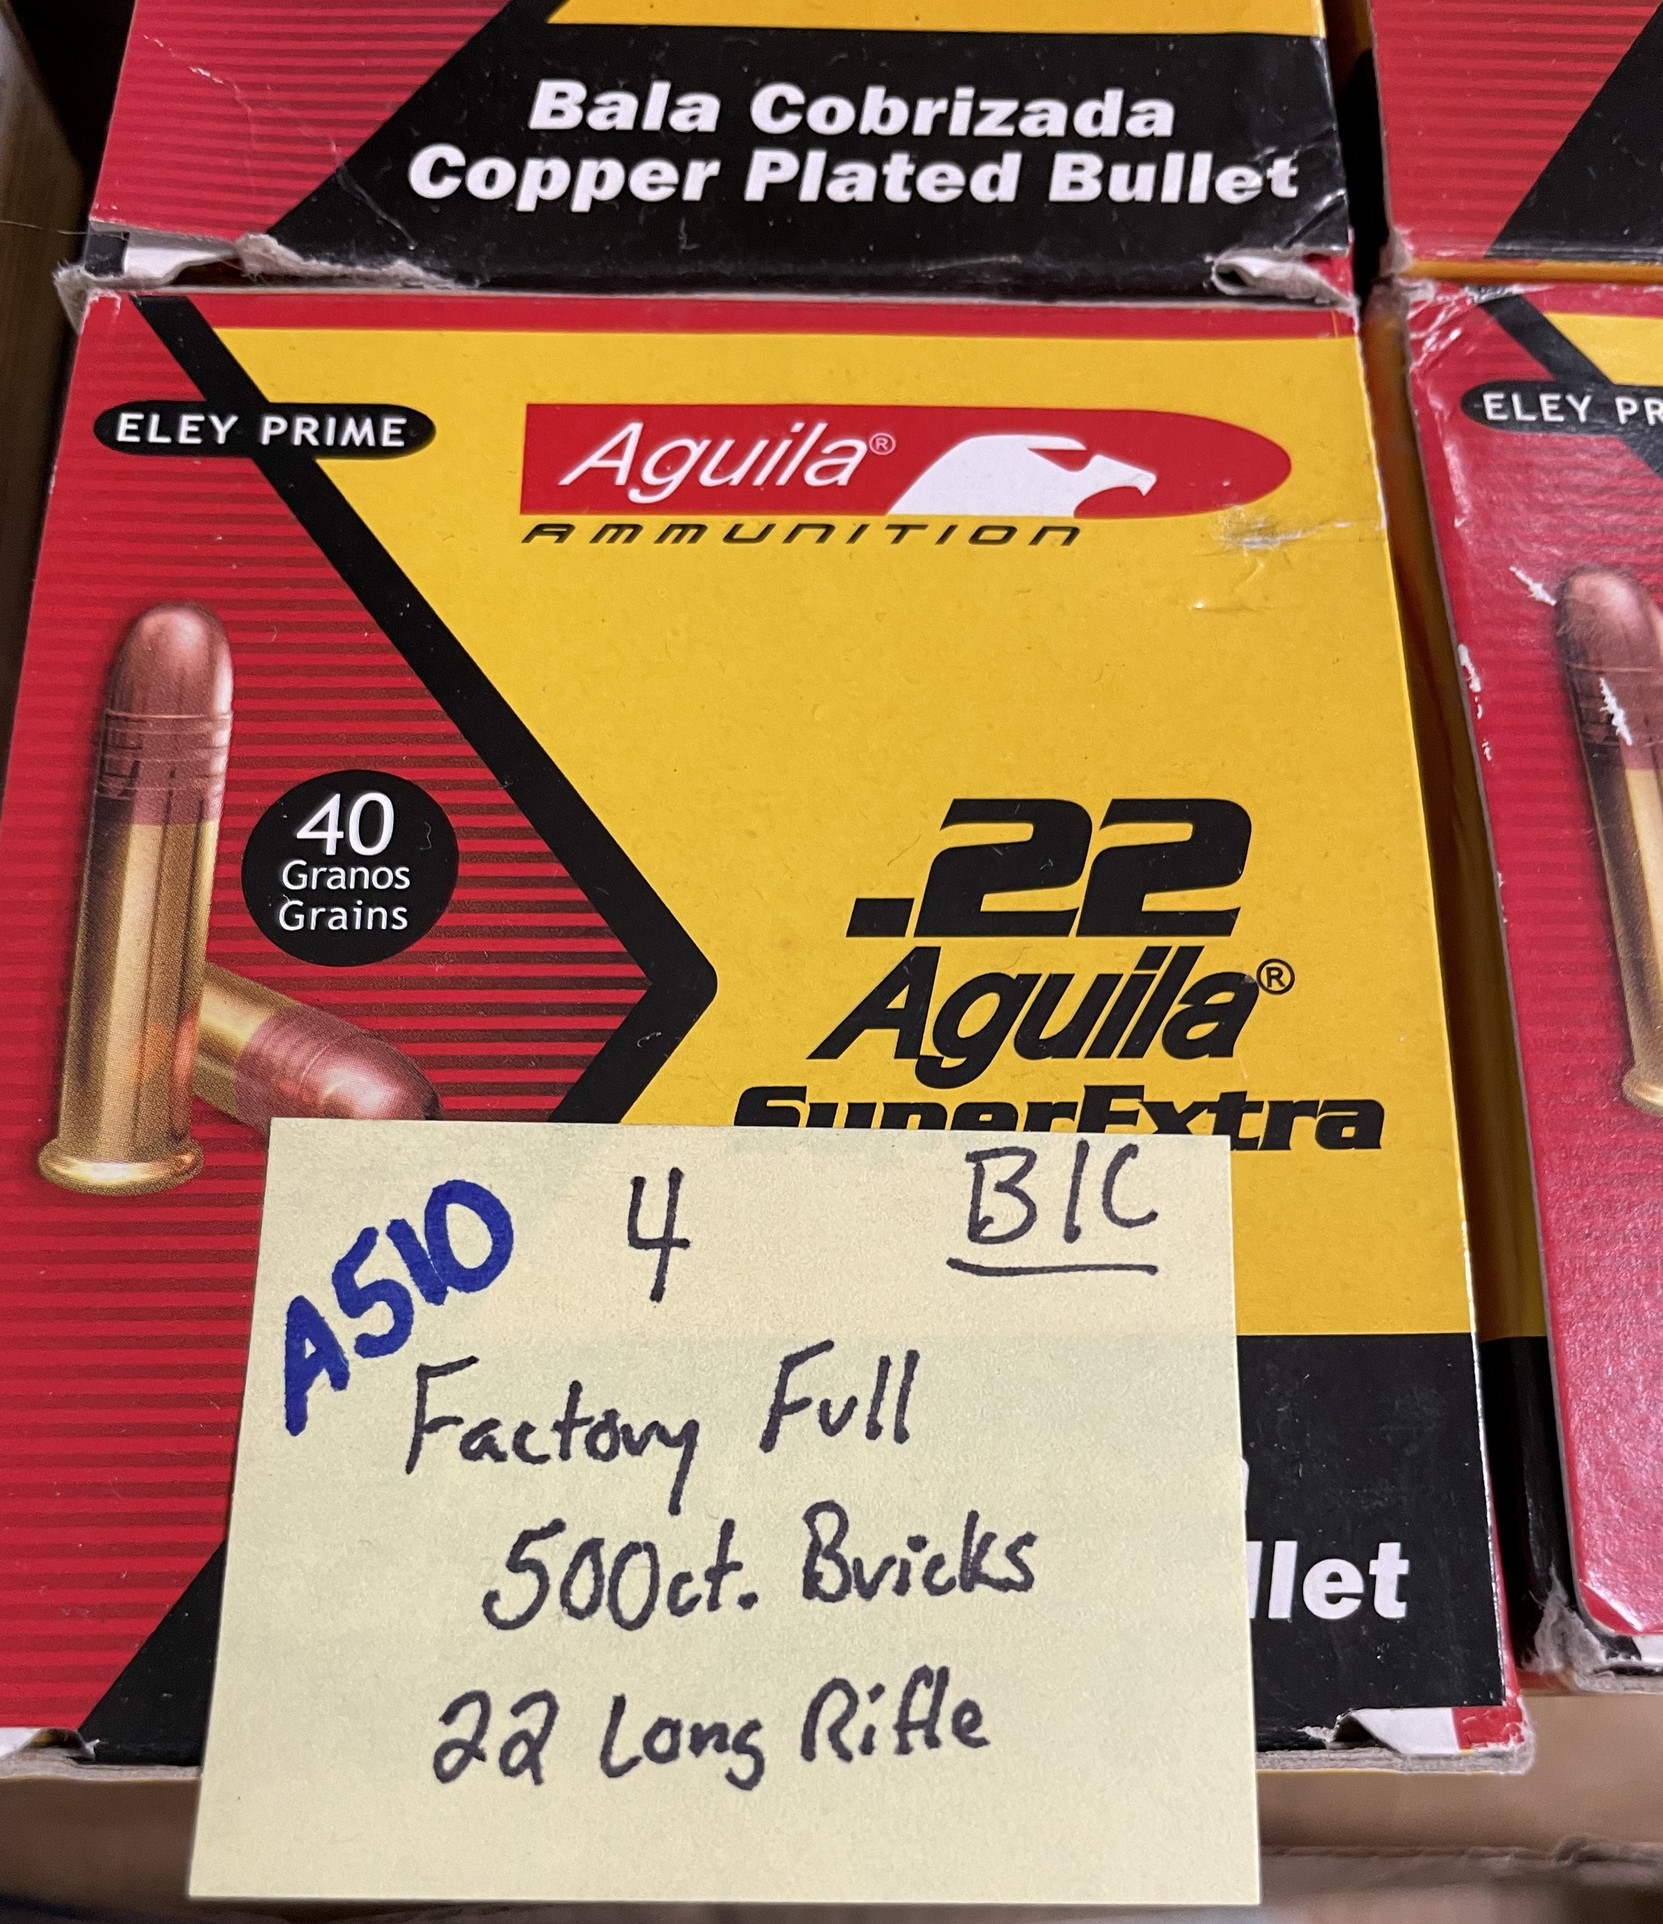 Bala Cobrizada
Copper Plated Bullet
ELEY PRIME
Aguila®
AMMUNITION
40
Granos
Grains
.22
Aguila®
SuperExtra
ELEY PR
A510
4
BIC
Factory Full
500ct. Bricks
22 Long Rifle
llet